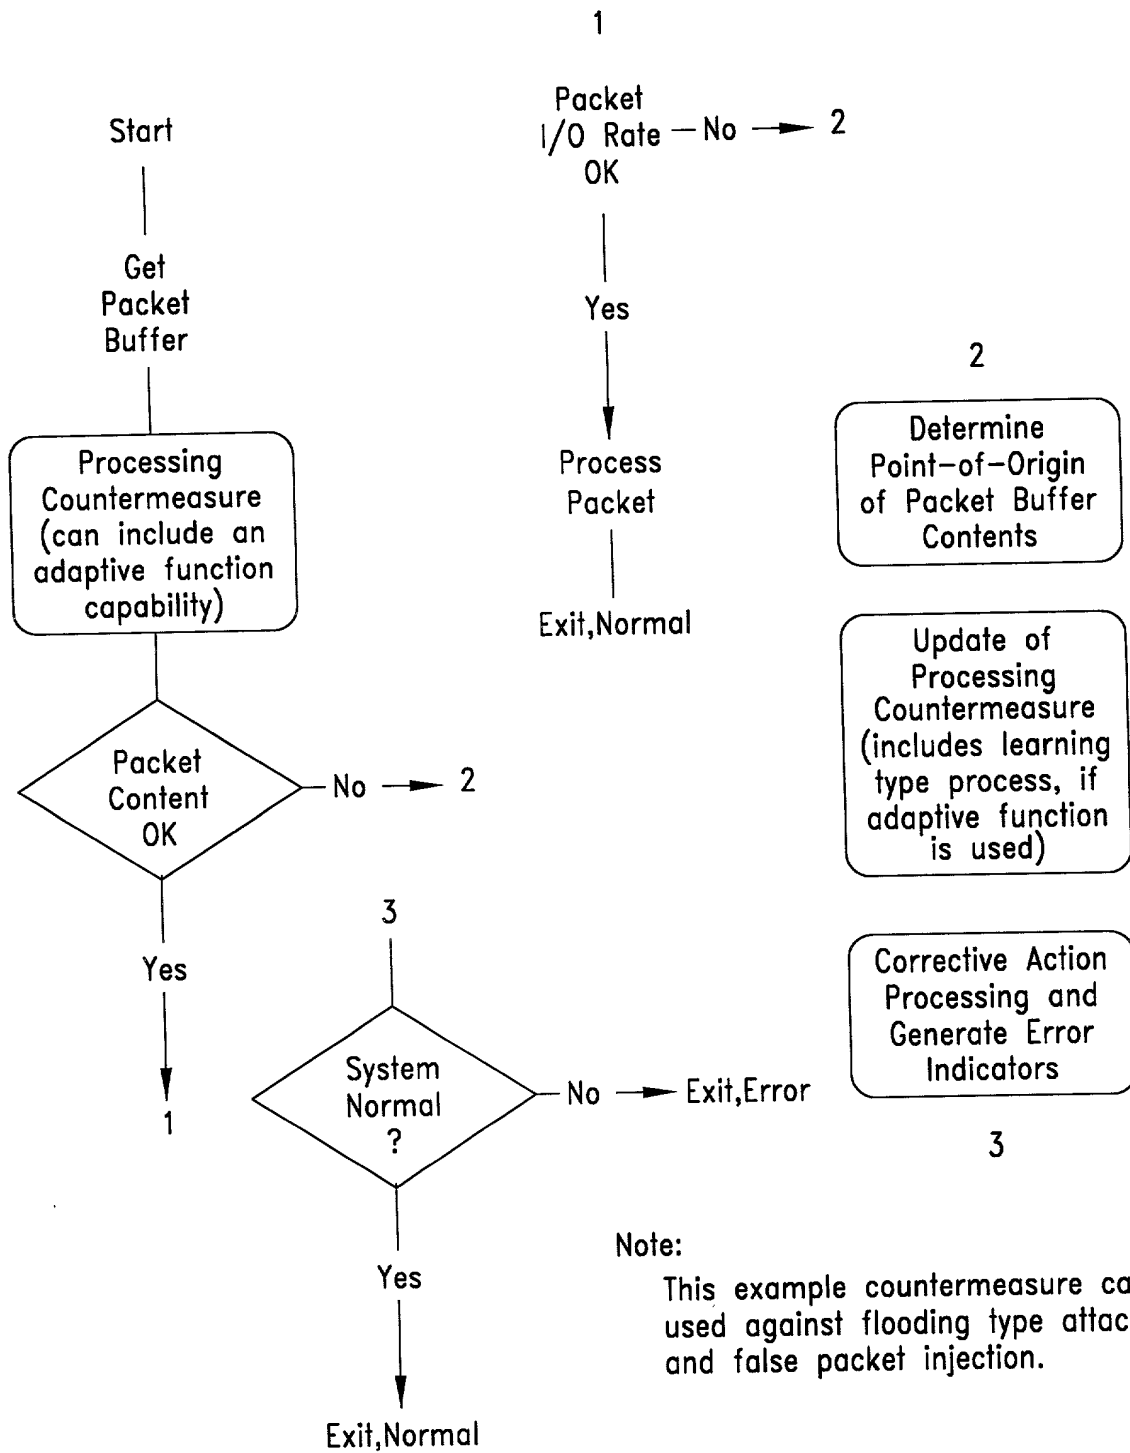 Start
Get
Packet
Buffer
Processing
Countermeasure
(can include an
adaptive function
capability)
Packet
Content
OK
No
2
Yes
1
1
Packet
I/O Rate
OK
No
2
Yes
Process
Packet
Exit,Normal
2
Determine
Point-of-Origin
of Packet Buffer
Contents
Update of
Processing
Countermeasure
(includes learning
type process, if
adaptive function
is used)
Corrective Action
Processing and
Generate Error
Indicators
3
3
System
Normal
?
No
Exit,Error
Yes
Exit,Normal
Note:
This example countermeasure
used against flooding type
and false packet injection.